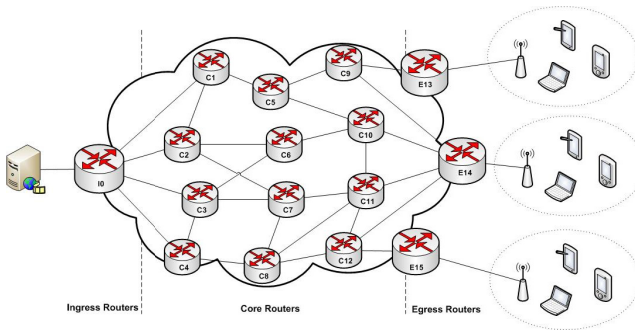 C1
C9
E13
C5
C10
C2
C6
E14
I0
C3
C7
C11
C4
C8
C12
E15
Ingress Routers
Core Routers
Egress Routers